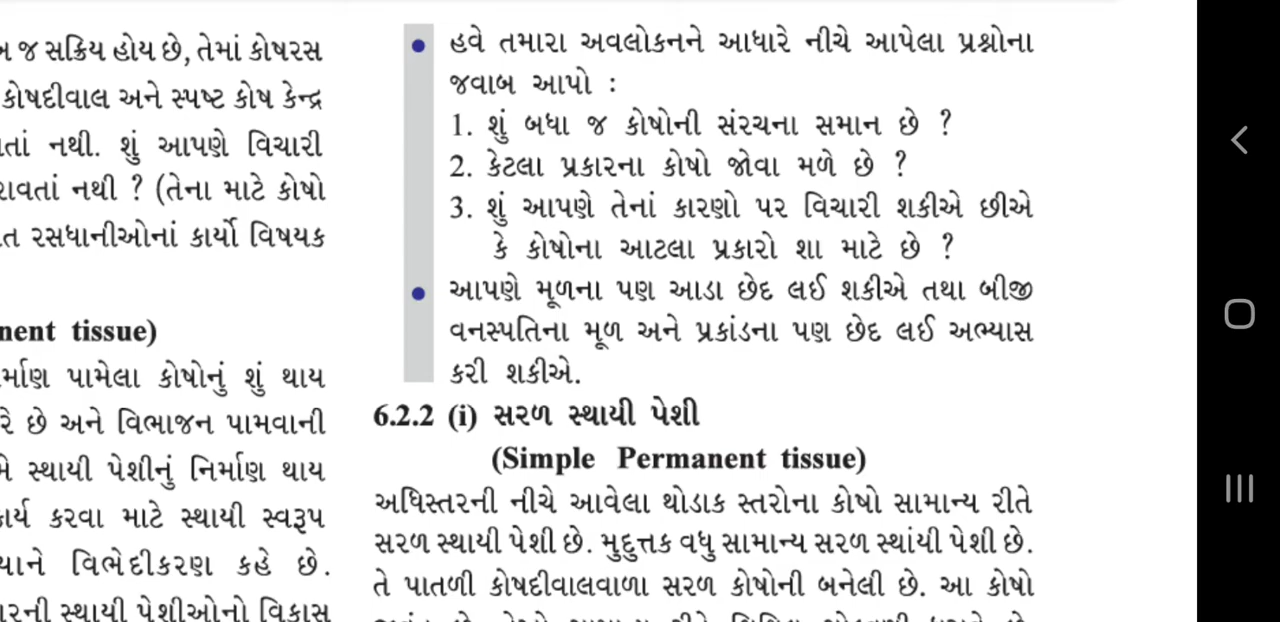 જ સક્રિય હોય છે, તેમાં કોષરસ
કોષદીવાલ અને સ્પષ્ટ કોષ કેન્દ્ર
નથી. શું આપણે વિચારી
નથી ? (તેના માટે કોષો
રસધાનીઓનાં કાર્યો વિષયક
tissue)
પામેલા કોષોનું શું થાય
છે અને વિભાજન પામવાની
સ્થાયી પેશીનું નિર્માણ થાય
કરવા માટે સ્થાયી સ્વરૂપ
વિભેદીકરણ કહે છે.
સ્થાયી પેશીઓનો વિકાસ
• હવે તમારા અવલોકનને આધારે નીચે આપેલા પ્રશ્નોના
જવાબ આપો :
1. શું બધા જ કોષોની સંરચના સમાન છે ?
2. કેટલા પ્રકારના કોષો જોવા મળે છે ?
3. શું આપણે તેનાં કારણો પર વિચારી શકીએ છીએ
કે કોષોના આટલા પ્રકારો શા માટે છે ?
• આપણે મૂળના પણ આડા છેદ લઈ શકીએ તથા બીજી
વનસ્પતિના મૂળ અને પ્રકાંડના પણ છેદ લઈ અભ્યાસ
કરી શકીએ.
6.2.2 (i) સરળ સ્થાયી પેશી
(Simple Permanent tissue)
અધિસ્તરની નીચે આવેલા થોડાક સ્તરોના કોષો સામાન્ય રીતે
સરળ સ્થાયી પેશી છે. મુદુત્તક વધુ સામાન્ય સરળ સ્થાંયી પેશી છે.
તે પાતળી કોષદીવાલવાળા સરળ કોષોની બનેલી છે. આ કોષો